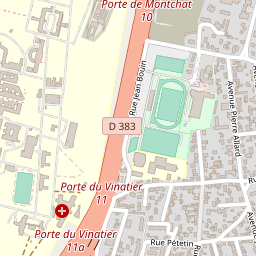 Porte de Montchat
10
Rue Jean Bouin
Avenue Pierre Allard
D 383
Porte du Vinatier
11
Porte du Vinatier
11a
Rue Pétetin